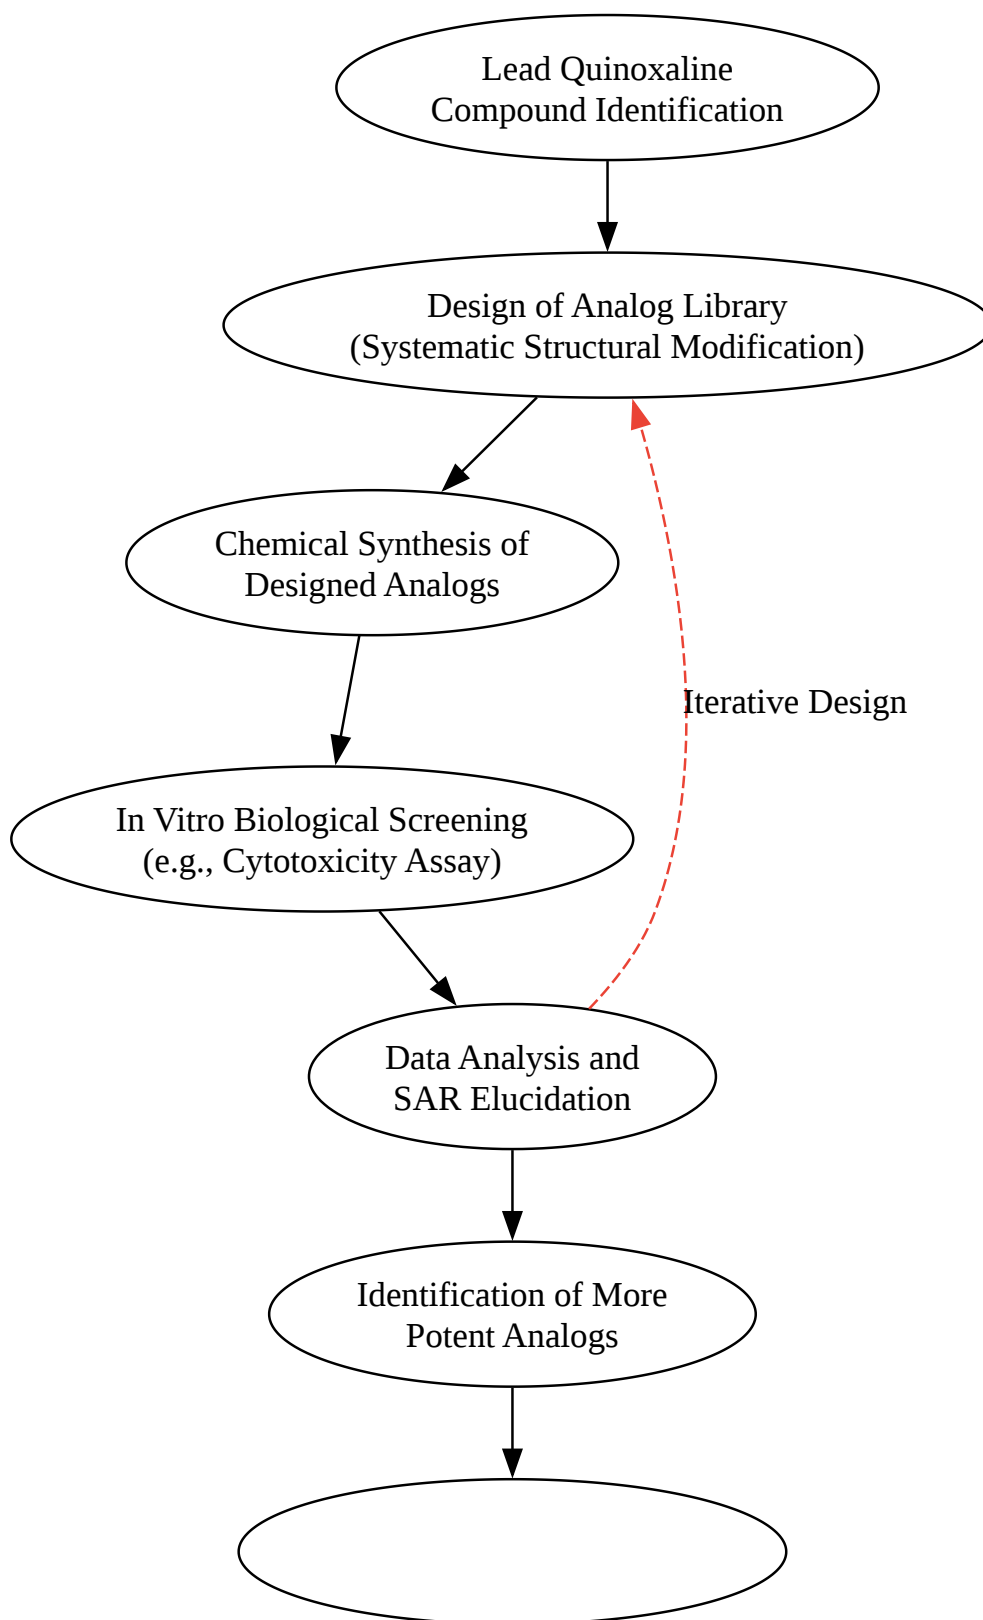 Lead Quinoxaline
Compound Identification
Design of Analog Library
(Systematic Structural Modification)
Chemical Synthesis of
Designed Analogs
Iterative Design
In Vitro Biological Screening
(e.g., Cytotoxicity Assay)
Data Analysis and
SAR Elucidation
Identification of More
Potent Analogs